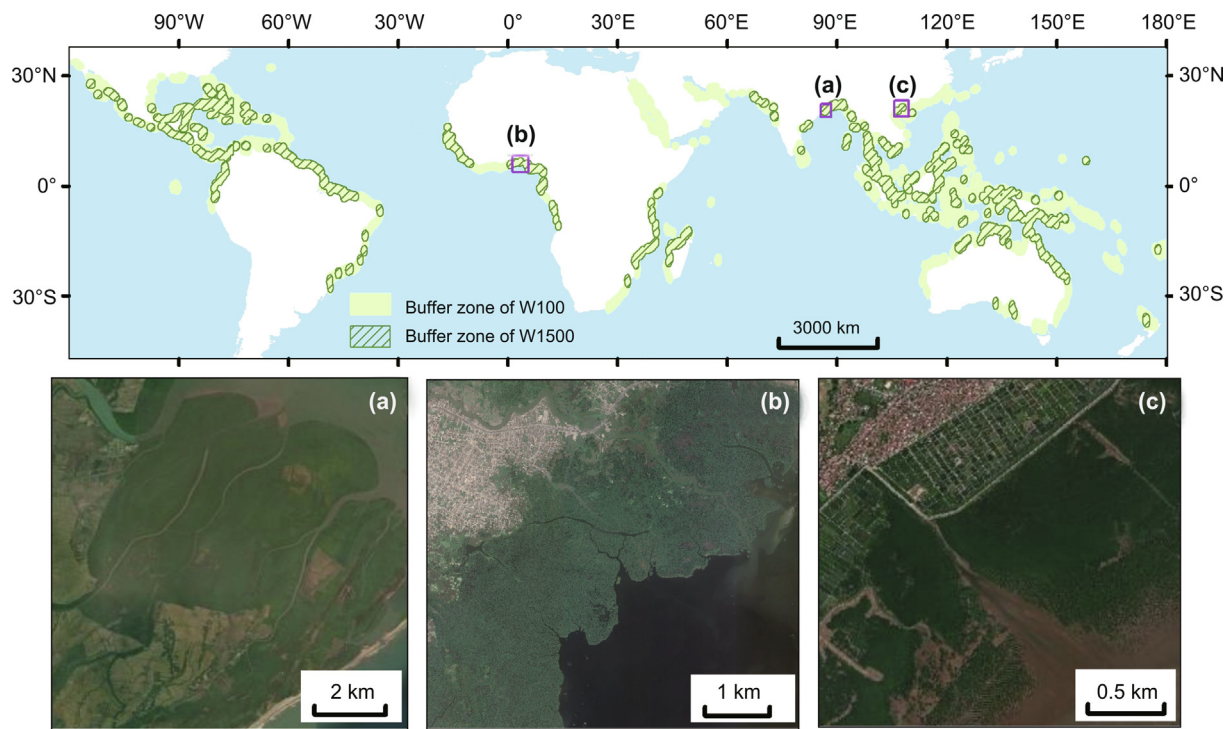 90°W 60°W 0° 30°E 60°E 90°E 120°E 150°E 180°E
30°N 30°N
(a) (c)
(b)
0° 0°
30°S 30°S
Buffer zone of W100
Buffer zone of W1500
3000 km
(a) (b) (c)
2 km 1 km 0.5 km